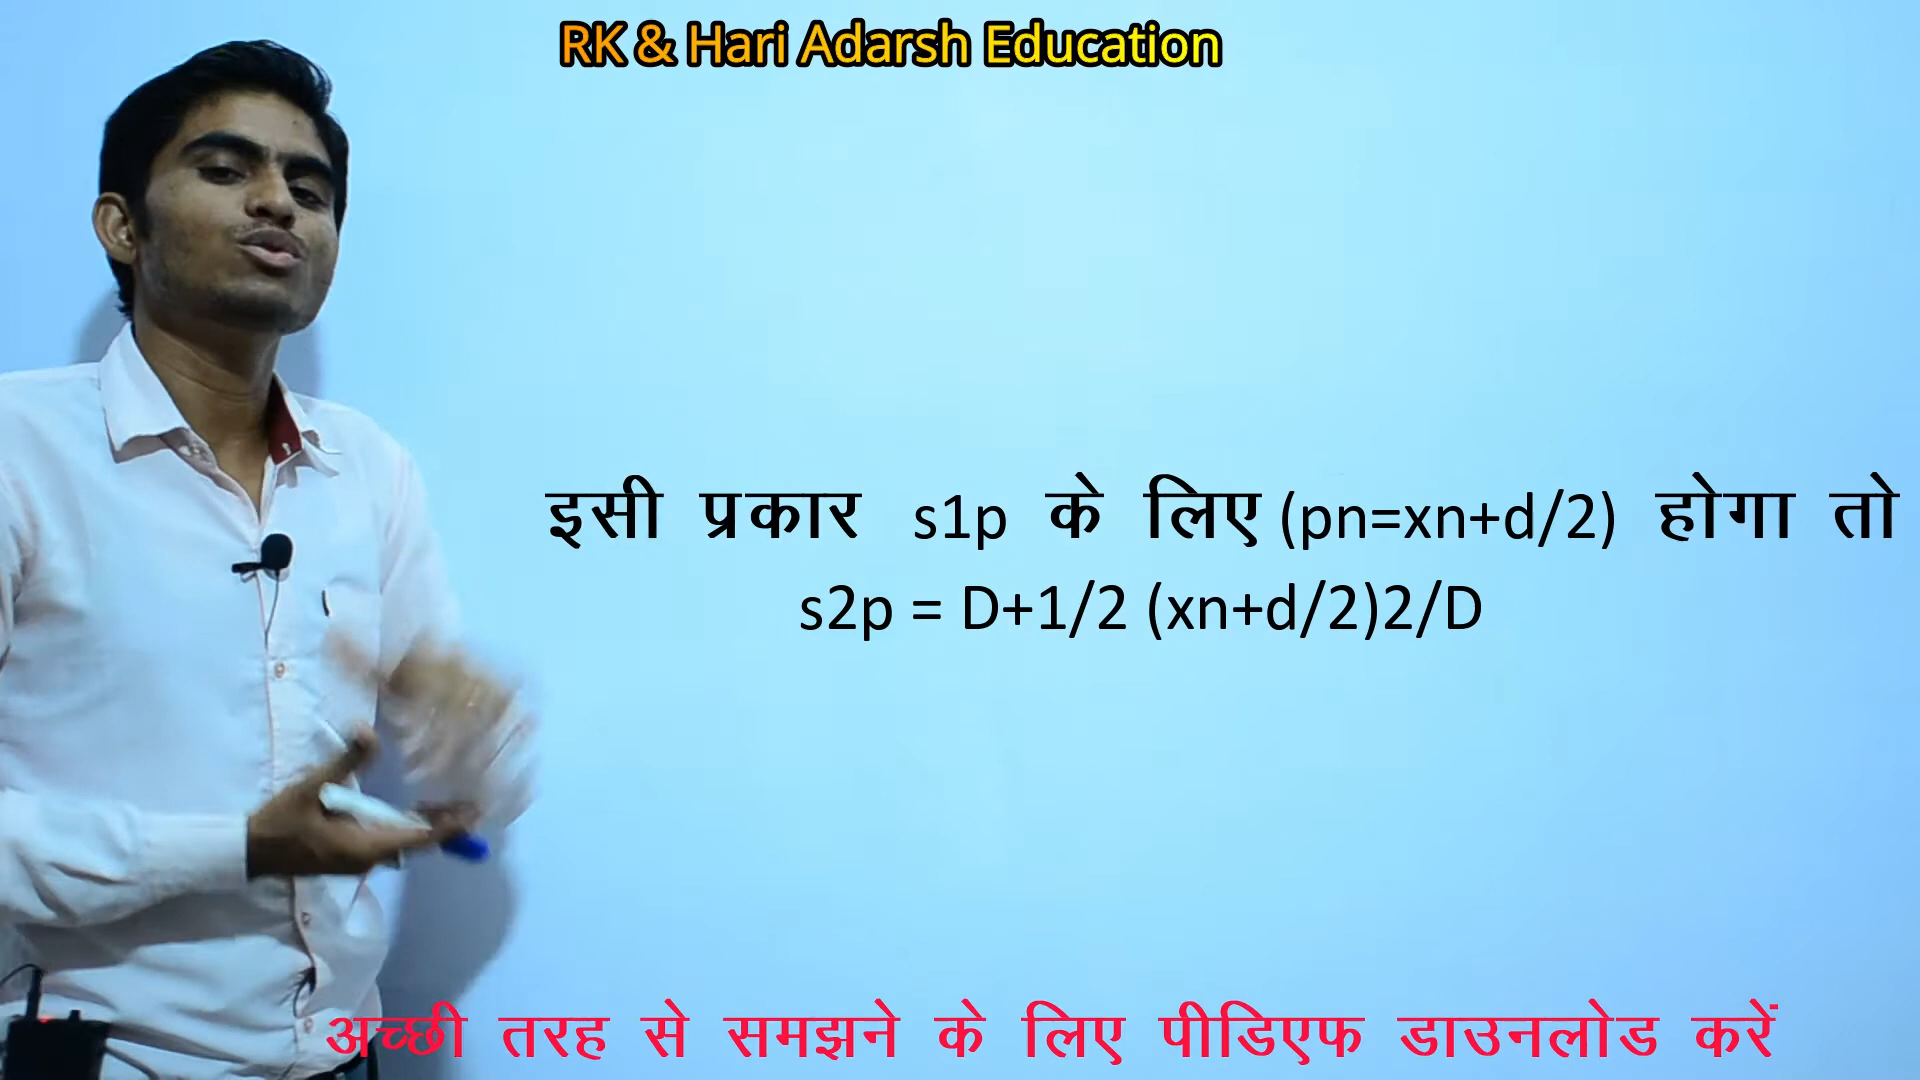 RK & Hari Adarsh Education
इसी प्रकार s1p के लिए (pn=xn+d/2) होगा तो
s2p = D+1/2 (xn+d/2)2/D
अच्छी तरह से समझने के लिए पीडिएफ डाउनलोड करें